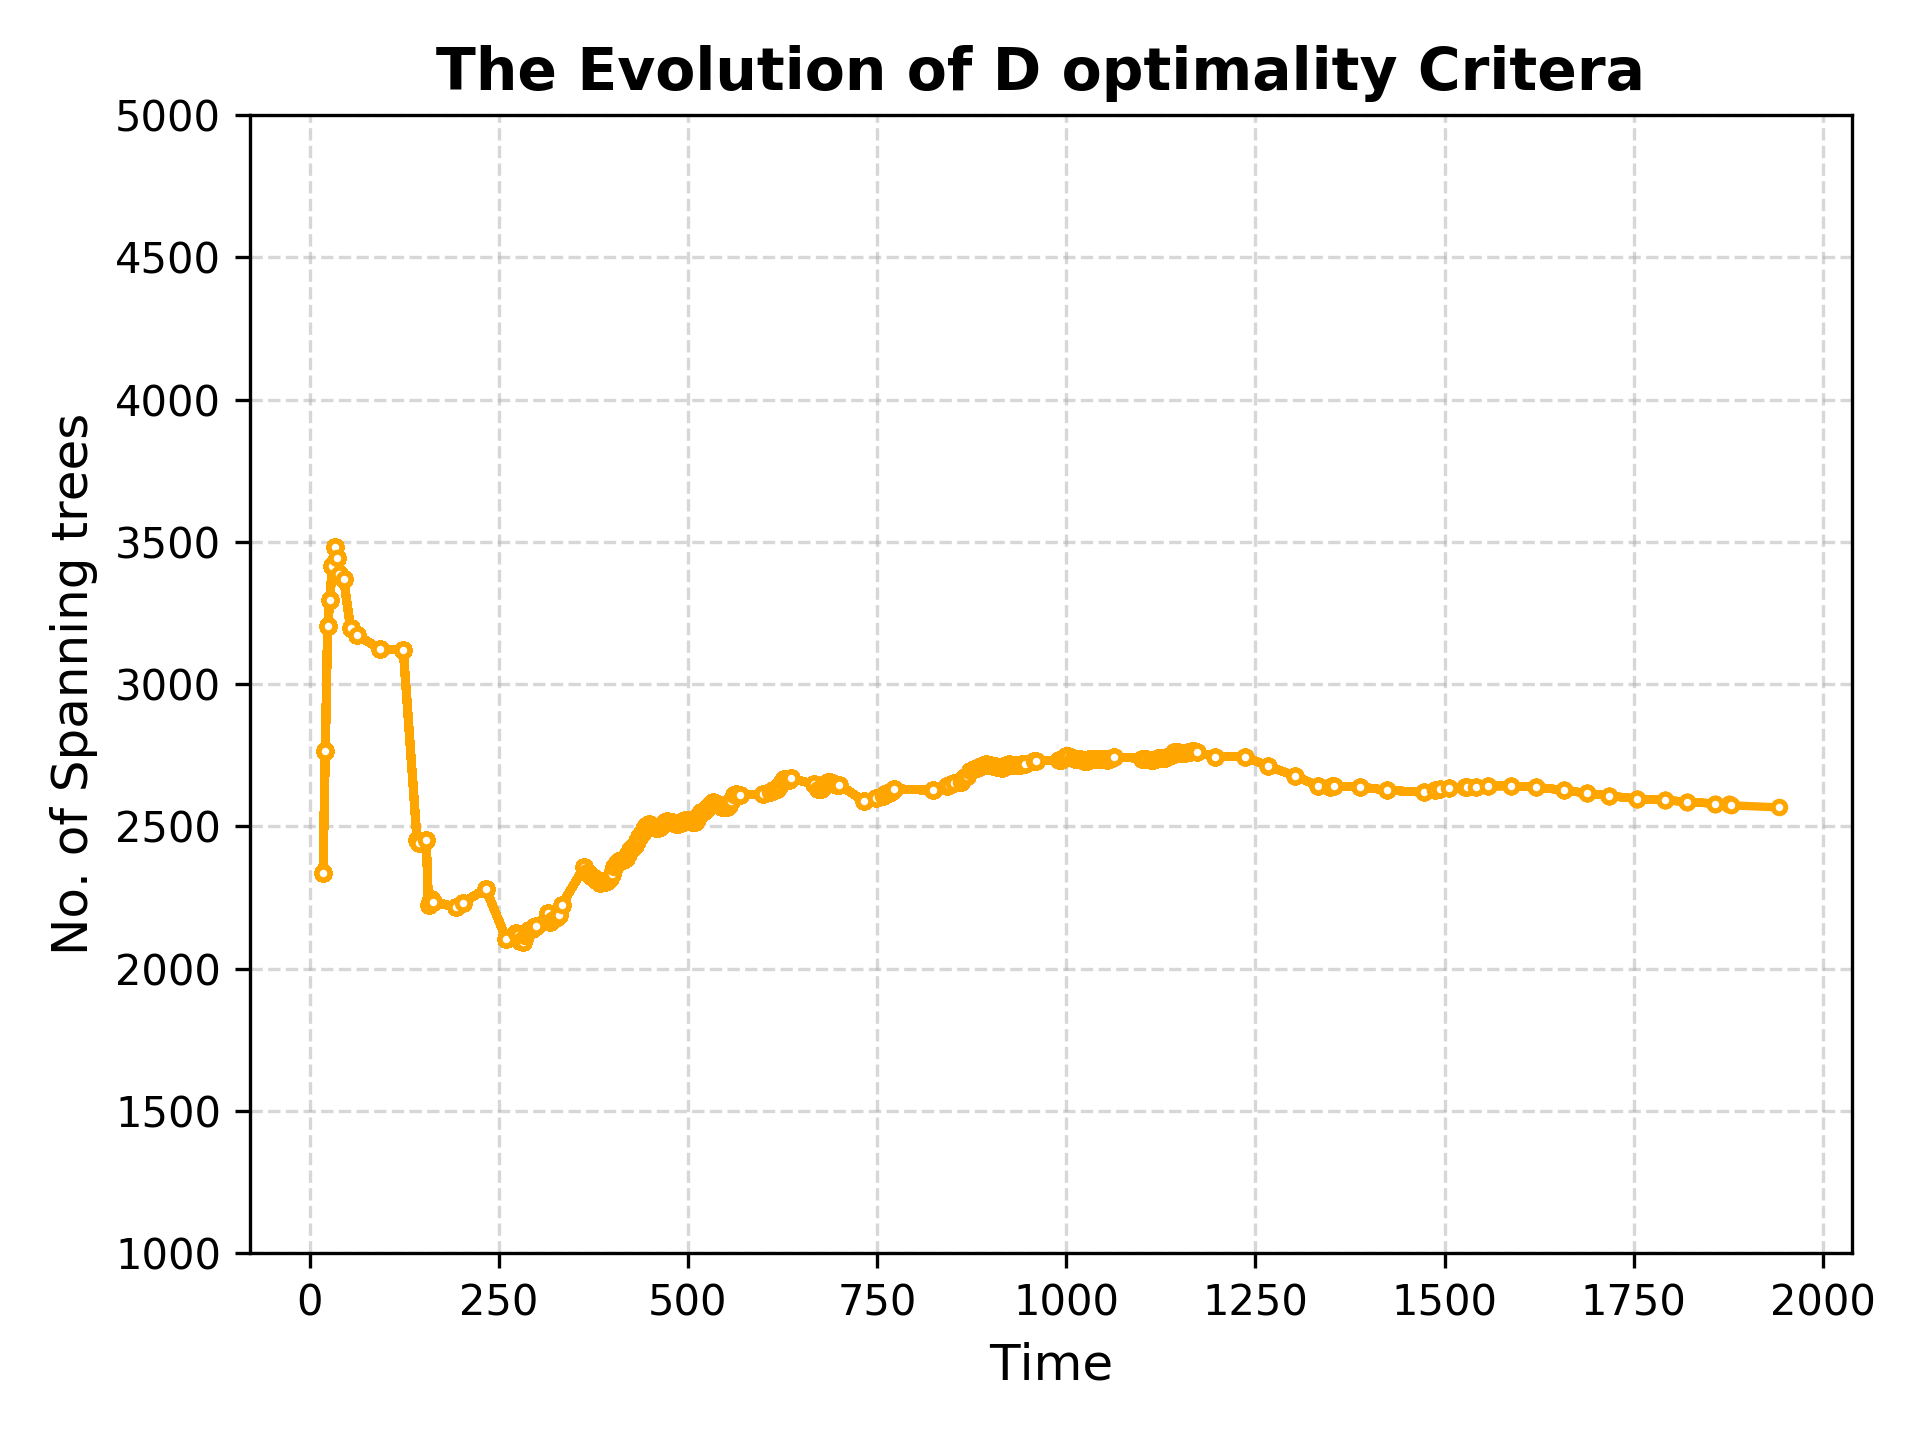 The Evolution of D optimality Critera
5000
4500
4000
3500
3000
2500
2000
1500
1000
No. of Spanning trees
0 250 500 750 1000 1250 1500 1750 2000
Time